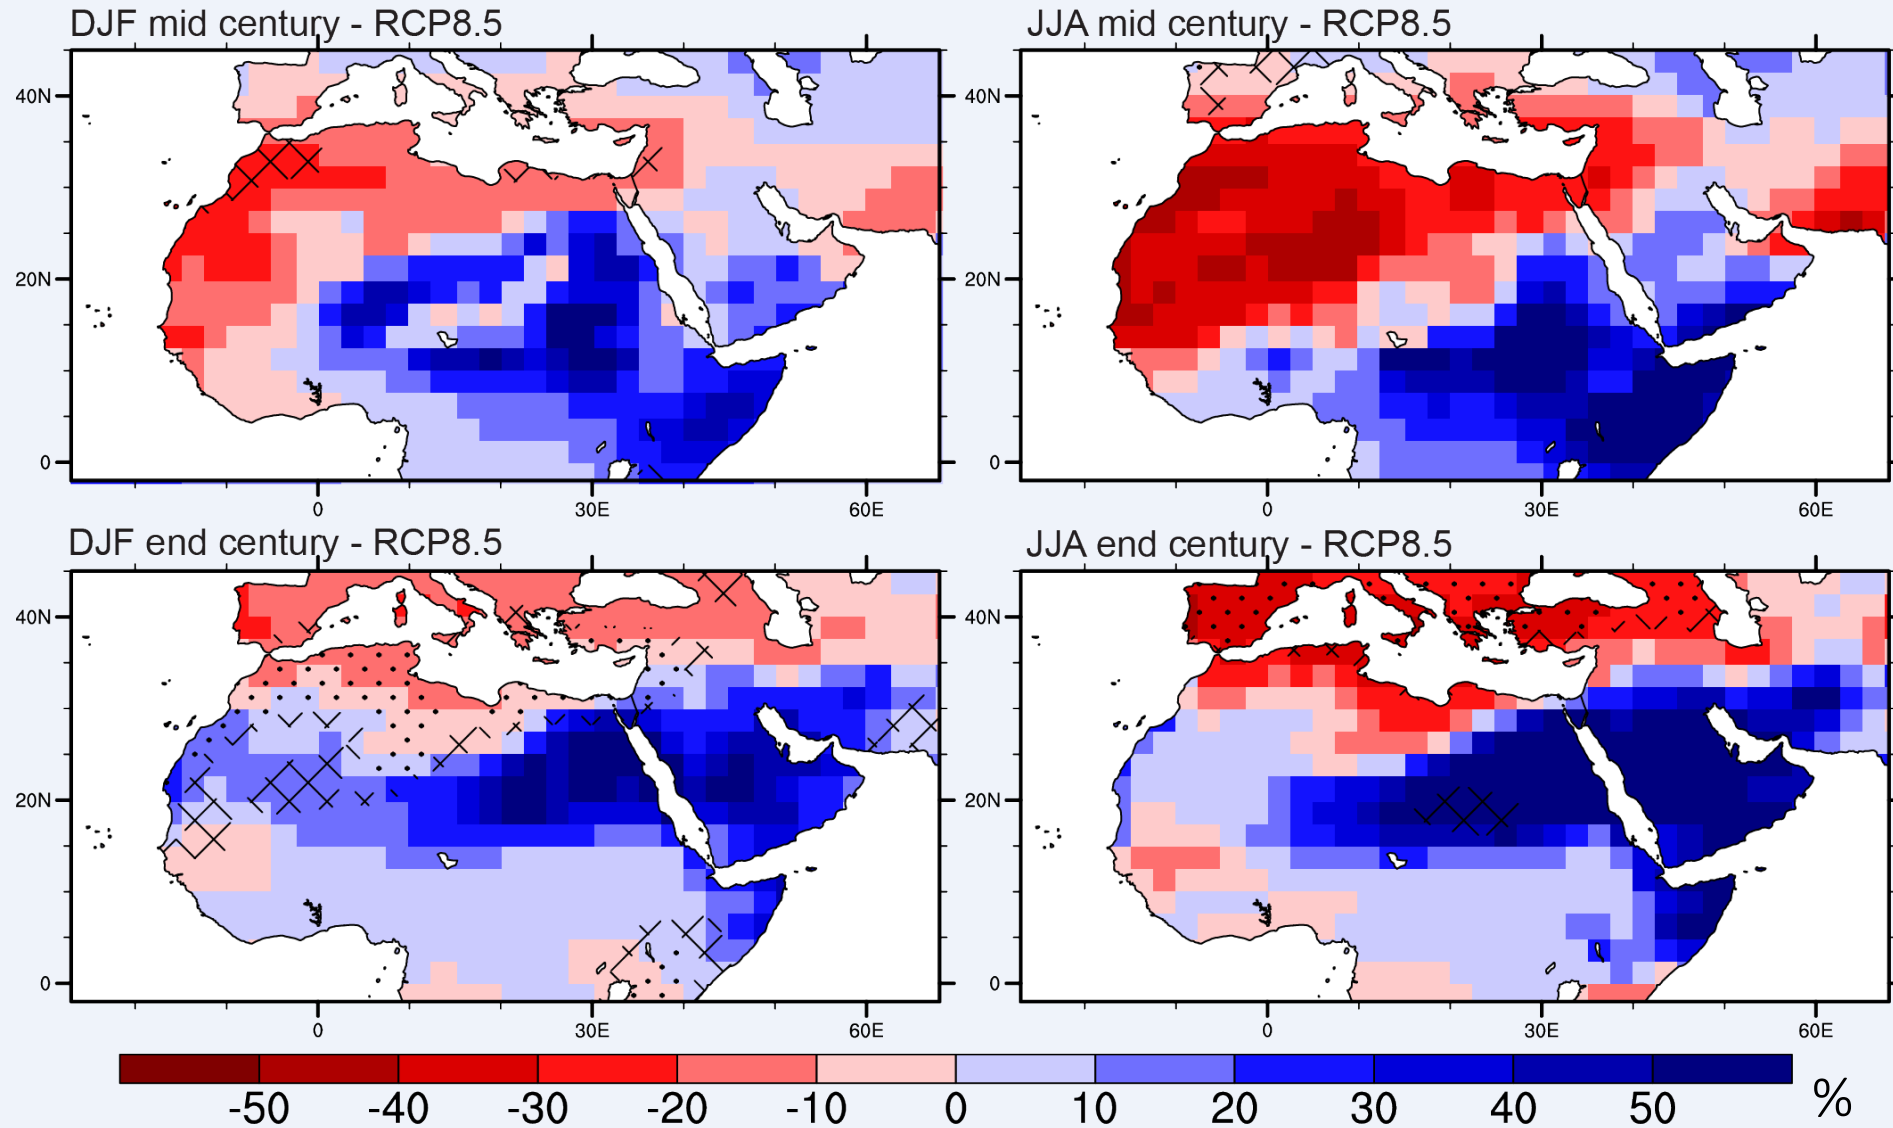 DJF mid century - RCP8.5
JJA mid century - RCP8.5
40N
20N
0
0
30E
60E
40N
20N
0
0
30E
60E
DJF end century - RCP8.5
JJA end century - RCP8.5
40N
20N
0
0
30E
60E
40N
20N
0
0
30E
60E
-50 -40 -30 -20 -10 0 10 20 30 40 50 %